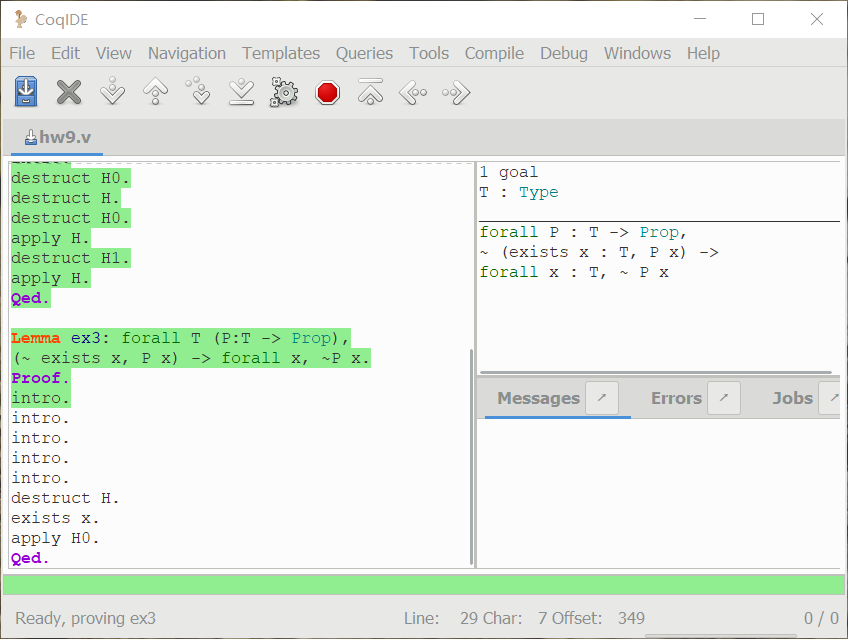 CoqIDE
File Edit View Navigation Templates Queries Tools Compile Debug Windows Help
hw9.v
destruct H0.
destruct H.
destruct H0.
apply H.
destruct H1.
apply H.
Qed.
Lemma ex3: forall T (P:T -> Prop),
(~ exists x, P x) -> forall x, ~P x.
Proof.
intro.
intro.
intro.
intro.
intro.
destruct H.
exists x.
apply H0.
Qed.
1 goal
T : Type
forall P : T -> Prop,
~ (exists x : T, P x) ->
forall x : T, ~ P x
Messages Errors Jobs
Ready, proving ex3 Line: 29 Char: 7 Offset: 349 0 / 0